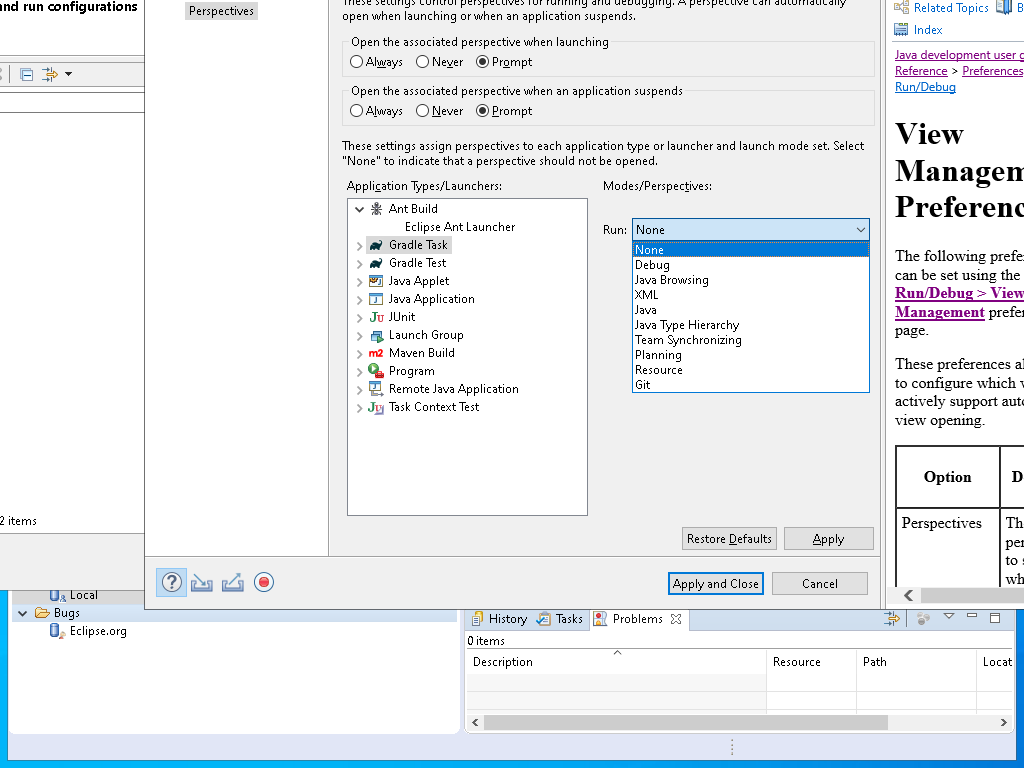 and run configurations
Perspectives
These settings control perspectives for running and debugging. A perspective can automatically
open when launching or when an application suspends.
Open the associated perspective when launching
Always
Never
Prompt
Open the associated perspective when an application suspends
Always
Never
Prompt
These settings assign perspectives to each application type or launcher and launch mode set. Select
"None" to indicate that a perspective should not be opened.
Application Types/Launchers:
Modes/Perspectives:
Ant Build
Eclipse Ant Launcher
Gradle Task
Gradle Test
Java Applet
Java Application
JUnit
Launch Group
m2 Maven Build
Program
Remote Java Application
Task Context Test
Run:
None
None
Debug
Java Browsing
XML
Java
Java Type Hierarchy
Team Synchronizing
Planning
Resource
Git
2 items
Restore Defaults
Apply
Apply and Close
Cancel
Related Topics
B
Index
Java development user g
Reference > Preferences
Run/Debug
View
Managem
Preferenc
The following prefer
can be set using the
Run/Debug > View
Management prefer
page.
These preferences al
to configure which v
actively support auto
view opening.
Option
D
Perspectives
Th
per
to s
wh
Local
Bugs
Eclipse.org
History
Tasks
Problems
0 items
Description
Resource
Path
Locat